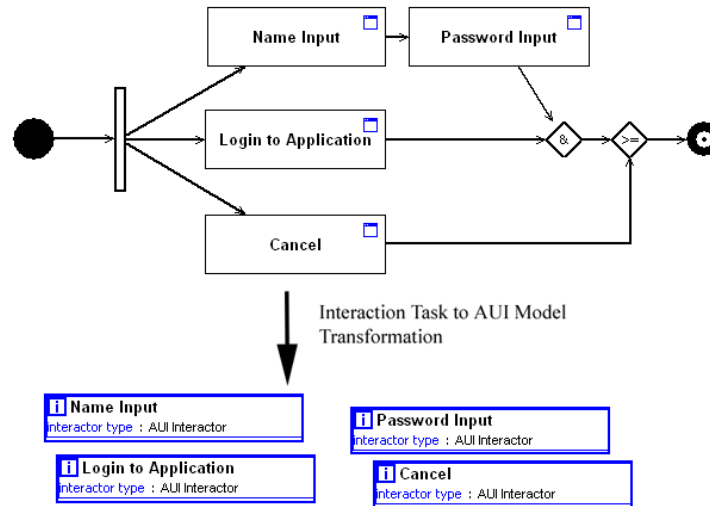 Name Input
Password Input
Login to Application
&
>=
Cancel
Interaction Task to AUI Model
Transformation
i Name Input
interactor type : AUI Interactor
i Password Input
interactor type : AUI Interactor
i Login to Application
interactor type : AUI Interactor
i Cancel
interactor type : AUI Interactor